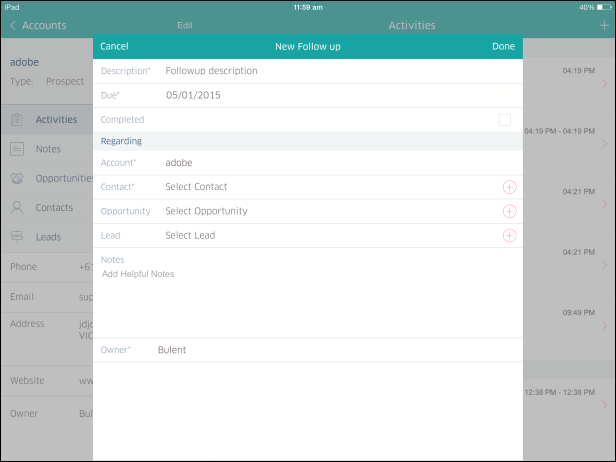 iPad 11:59 am 40%
Accounts Edit Activities
Cancel New Follow up Done
adobe
Type: Prospect
Activities
Notes
Opportunities
Contacts
Leads
Phone +61
Email sup
Address jdjc
VIC
Website ww
Owner Bul
Description* Followup description
Due* 05/01/2015
Completed
Regarding
Account* adobe
Contact* Select Contact
Opportunity Select Opportunity
Lead Select Lead
Notes
Add Helpful Notes
Owner* Bulent
04:19 PM
04:19 PM - 04:19 PM
04:21 PM
04:21 PM
09:49 PM
12:38 PM - 12:38 PM